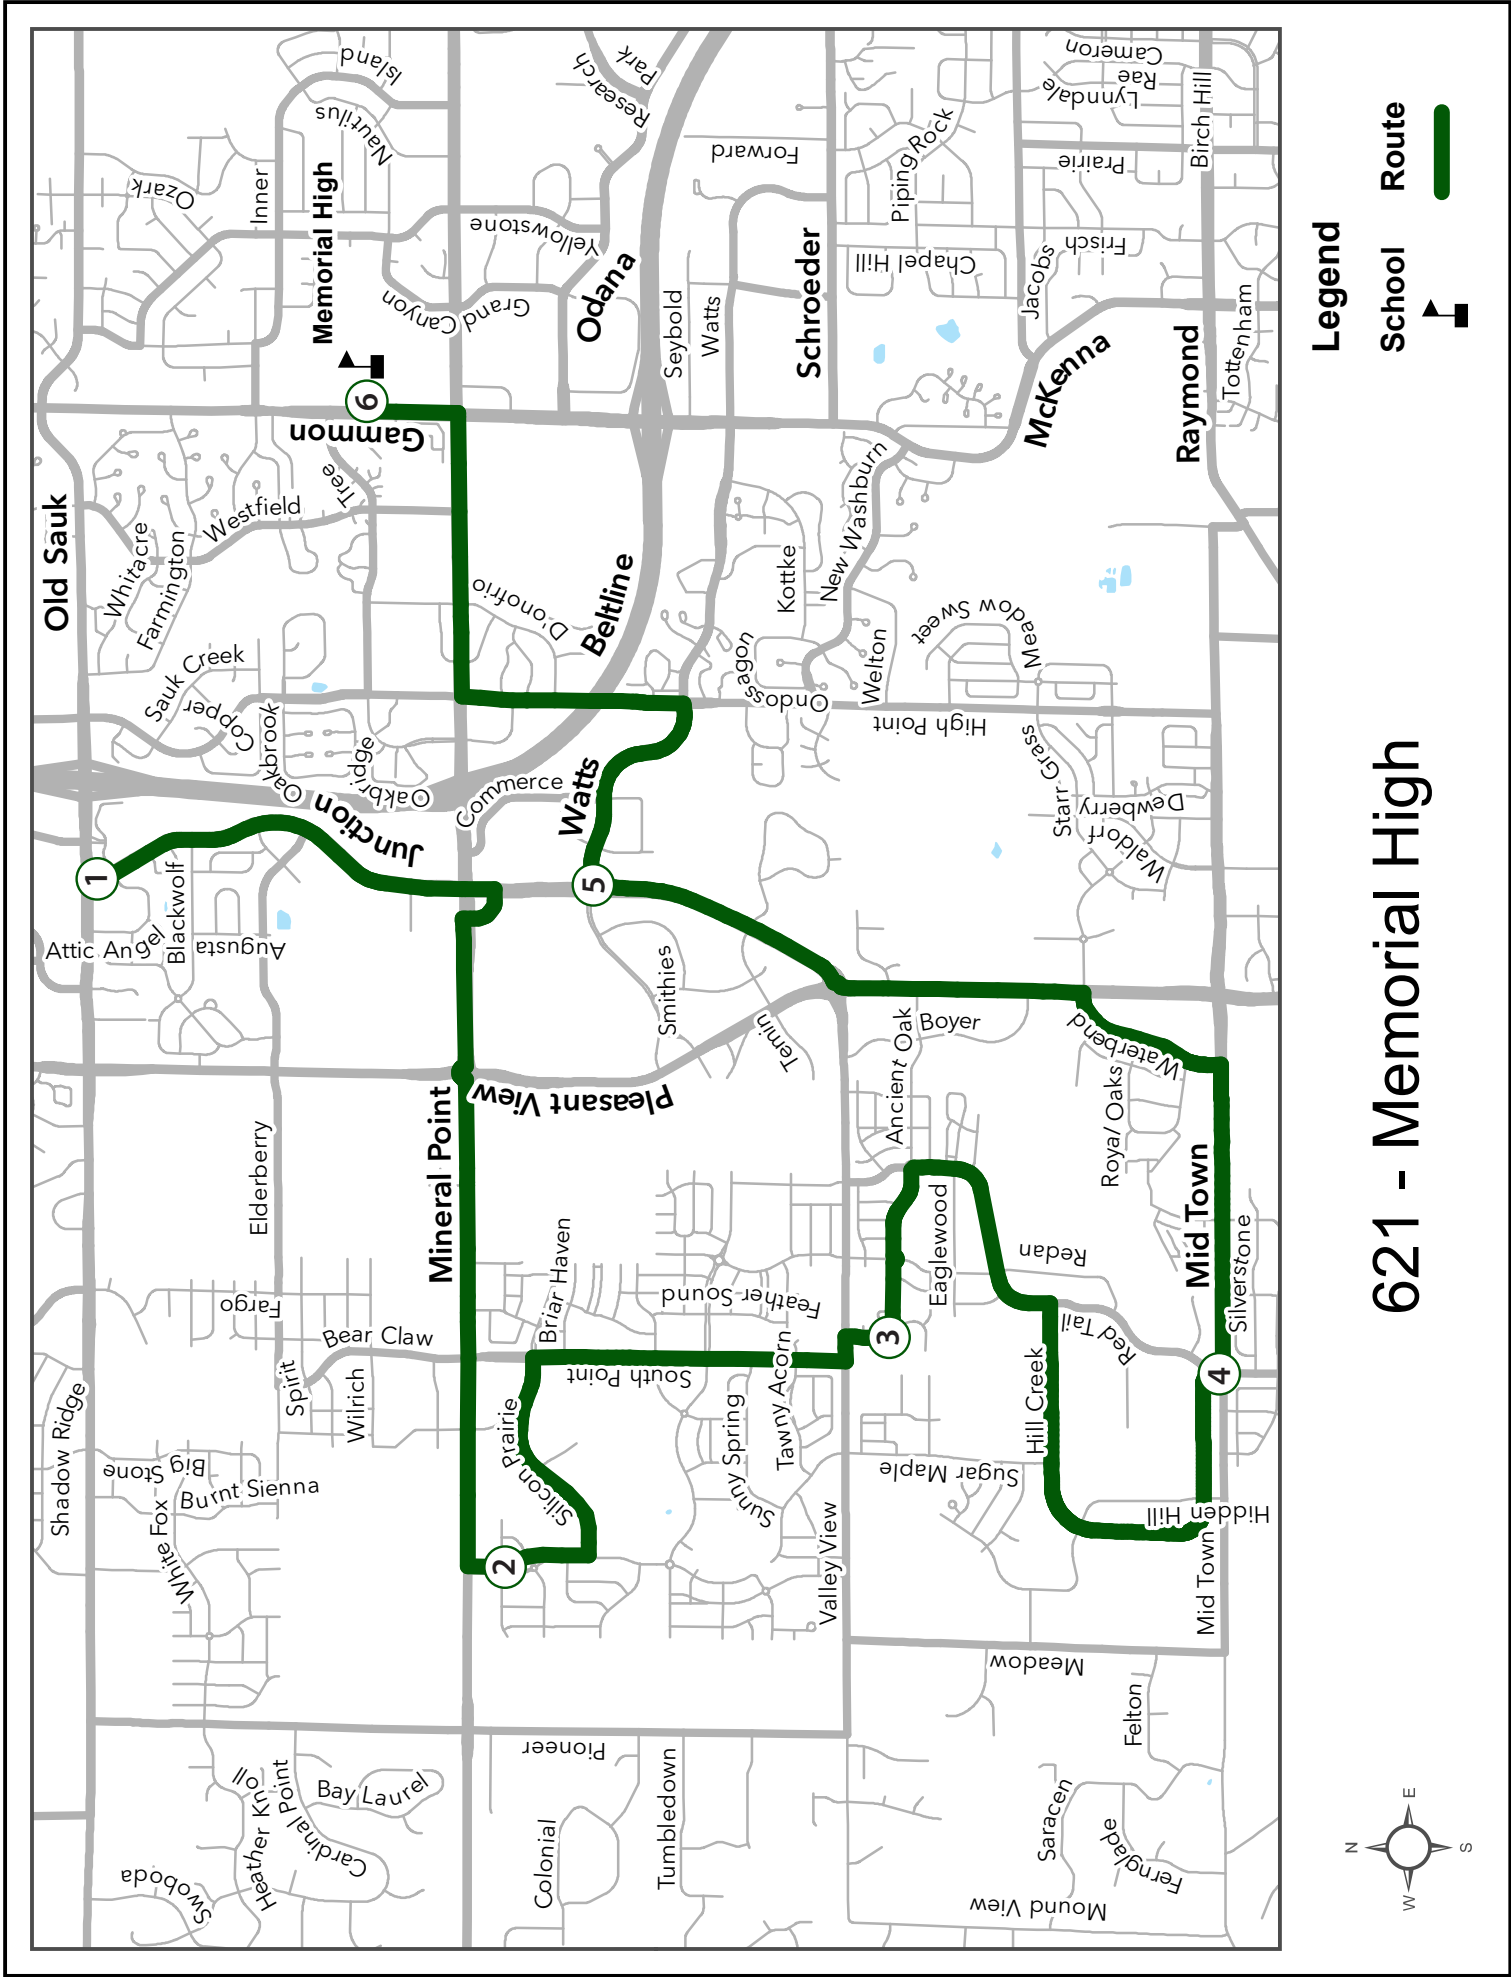 Old Sauk
Shadow Ridge
Attic Angel
Swoboda
Heather Knoll
Cardinal Point
Bay Laurel
White Fox
Big Stone
Burnt Sienna
Spirit
Wilrich
Bear Claw
Fargo
Elderberry
Blackwolf
Augusta
1
Junction
Oakbrook
Oakbridge
Copper
Sauk Creek
Whitacre
Farmington
Westfield
Tree
Ozark
Inner
Island
Nautilus
Memorial High
6
Gammon
Mineral Point
Pleasant View
Commerce
D'onofrio
Grand Canyon
Yellowstone
Odana
Research Park
Beltline
Seybold
Watts
Forward
Schroeder
Watts
5
Smithies
Temin
2
Silicon Prairie
Briar Haven
South Point
Feather Sound
Sunny Spring
Tawny Acorn
Valley View
Pioneer
Colonial
Tumbledown
3
Ancient Oak
Boyer
Eaglewood
Redan
Red Tail
Hill Creek
Sugar Maple
Hidden Hill
Mid Town
Mid Town
4
Silverstone
Royal Oaks
Waterbend
Meadow
Felton
Saracen
Fernglade
Mound View
Ondossagon
Kottke
New Washburn
Welton
High Point
Meadow Sweet
Starr Grass
Dewberry
Waldorf
Piping Rock
Chapel Hill
Jacobs
Frisch
Prairie
Lynndale
Rae
Cameron
Birch Hill
McKenna
Raymond
Tottenham
Legend
School
Route
621 - Memorial High
N
E
S
W